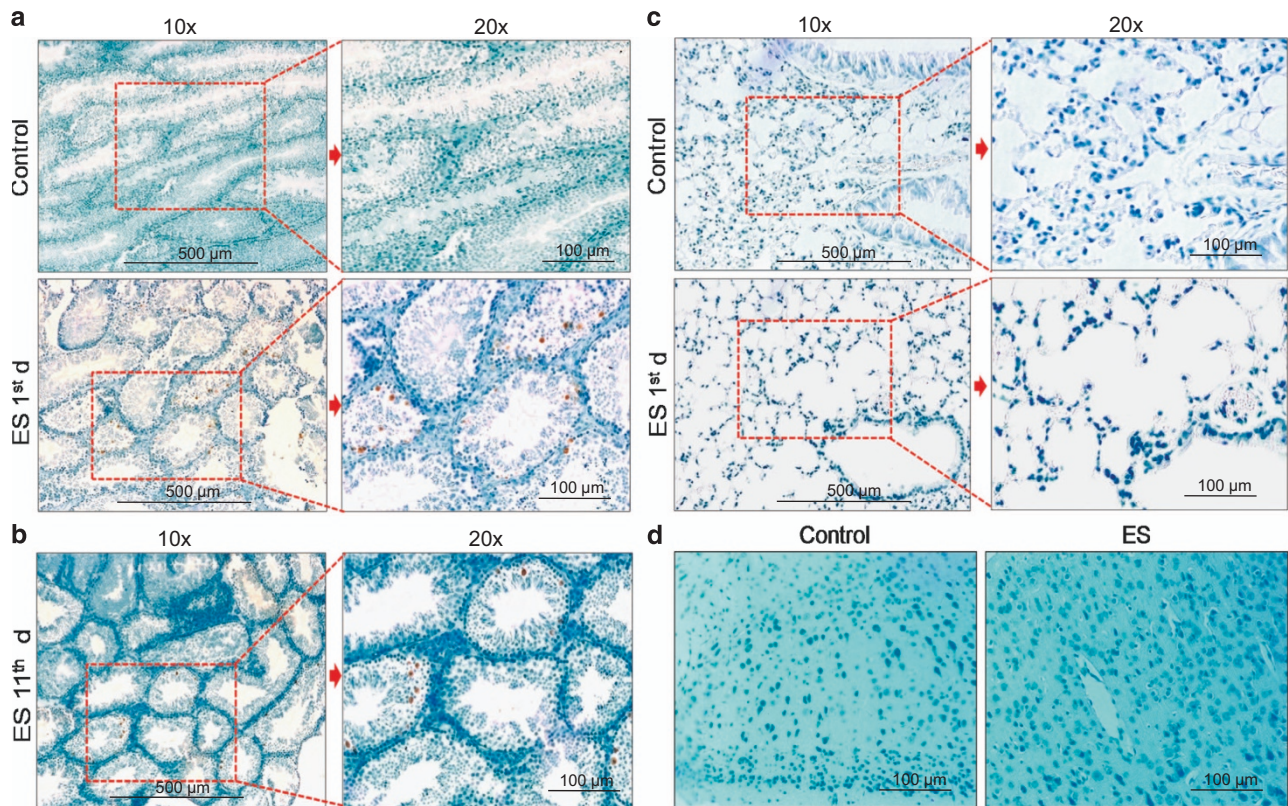 a
10x
20x
Control
500 µm
100 µm
ES 1st d
500 µm
100 µm
b
10x
20x
ES 11th d
500 µm
100 µm
c
10x
20x
Control
500 µm
100 µm
ES 1st d
500 µm
100 µm
d
Control
ES
100 µm
100 µm